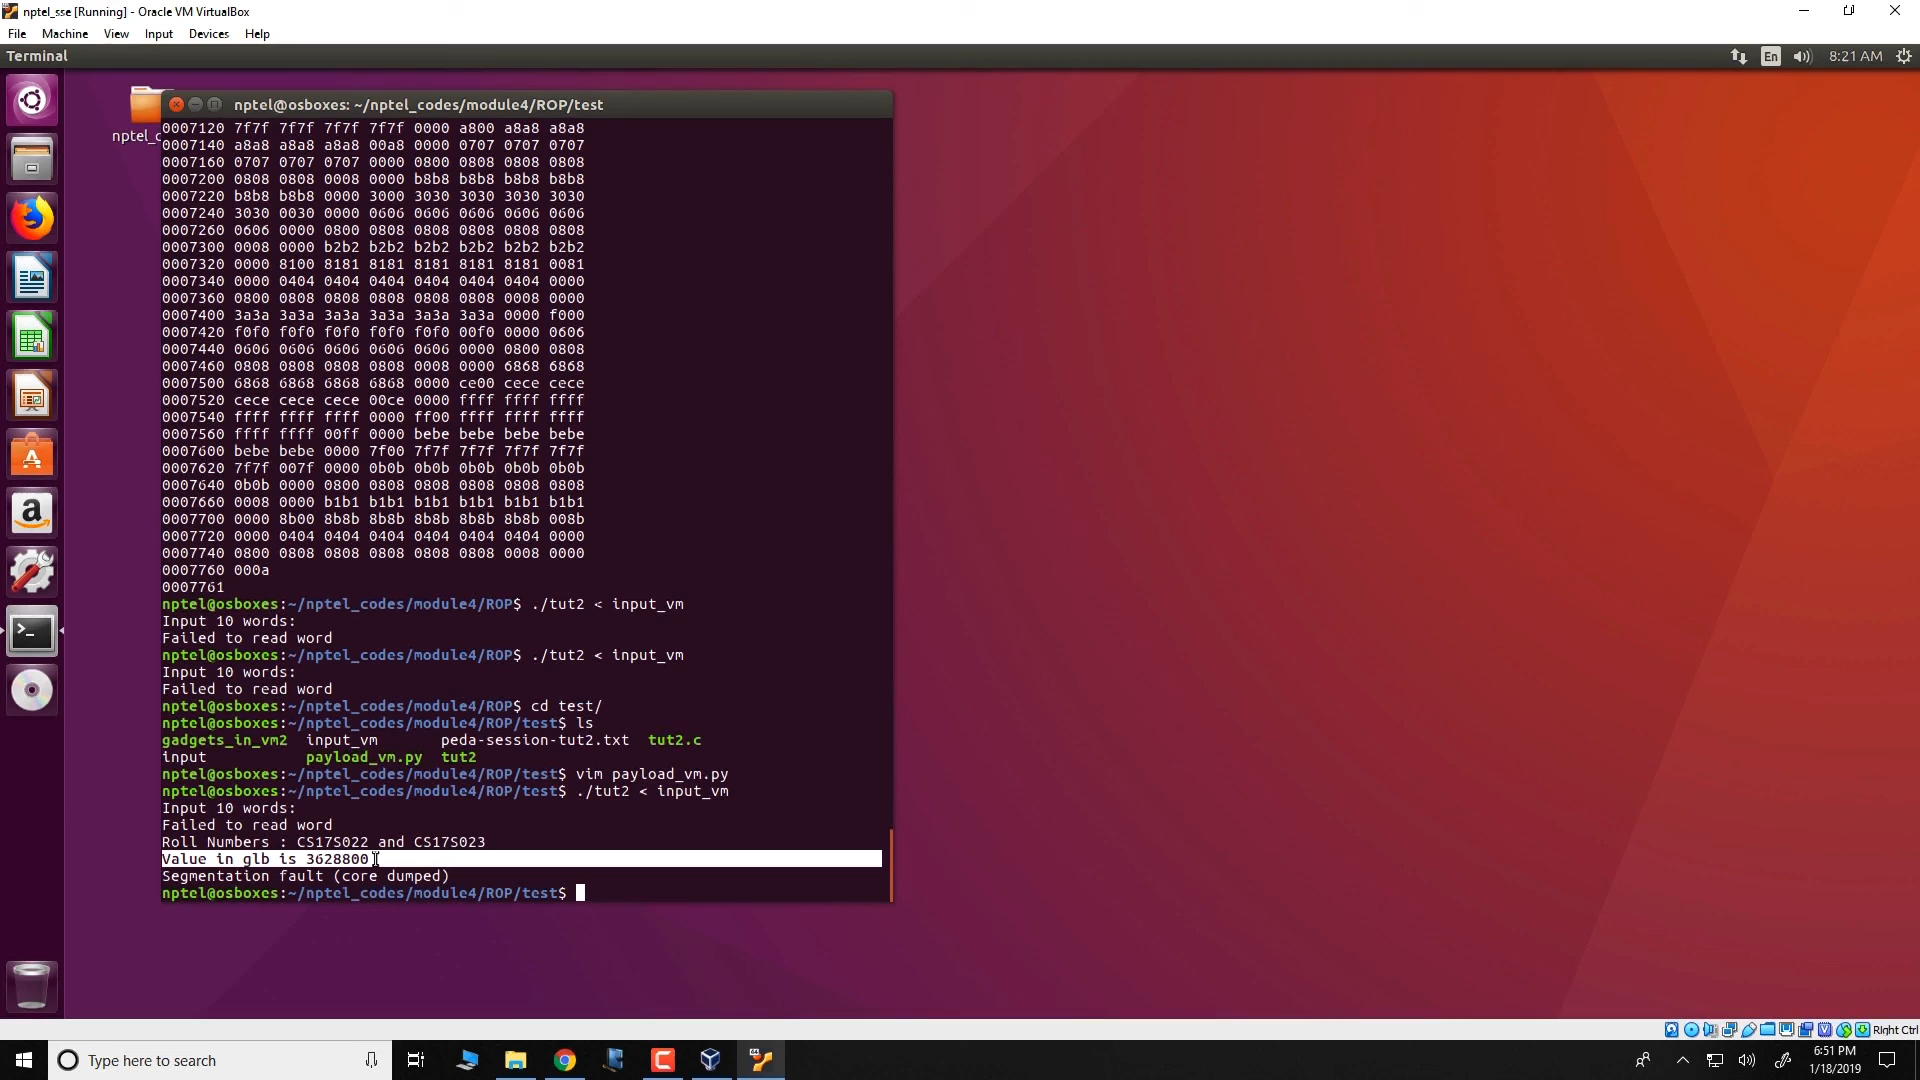 nptel_sse [Running] - Oracle VM VirtualBox
File Machine View Input Devices Help
Terminal
En
8:21 AM
nptel_c
nptel@osboxes: ~/nptel_codes/module4/ROP/test
0007120 7f7f 7f7f 7f7f 7f7f 0000 a800 a8a8 a8a8
0007140 a8a8 a8a8 a8a8 00a8 0000 0707 0707 0707
0007160 0707 0707 0707 0000 0800 0808 0808 0808
0007200 0808 0808 0008 0000 b8b8 b8b8 b8b8 b8b8
0007220 b8b8 b8b8 0000 3000 3030 3030 3030 3030
0007240 3030 0030 0000 0606 0606 0606 0606 0606
0007260 0606 0000 0800 0808 0808 0808 0808 0808
0007300 0008 0000 b2b2 b2b2 b2b2 b2b2 b2b2 b2b2
0007320 0000 8100 8181 8181 8181 8181 8181 0081
0007340 0000 0404 0404 0404 0404 0404 0404 0000
0007360 0800 0808 0808 0808 0808 0808 0008 0000
0007400 3a3a 3a3a 3a3a 3a3a 3a3a 3a3a 0000 f000
0007420 f0f0 f0f0 f0f0 f0f0 f0f0 00f0 0000 0606
0007440 0606 0606 0606 0606 0606 0000 0800 0808
0007460 0808 0808 0808 0808 0008 0000 6868 6868
0007500 6868 6868 6868 6868 0000 ce00 cece cece
0007520 cece cece cece 00ce 0000 ffff ffff ffff
0007540 ffff ffff ffff 0000 ff00 ffff ffff ffff
0007560 ffff ffff 00ff 0000 bebe bebe bebe bebe
0007600 bebe bebe 0000 7f00 7f7f 7f7f 7f7f 7f7f
0007620 7f7f 007f 0000 0b0b 0b0b 0b0b 0b0b 0b0b
0007640 0b0b 0000 0800 0808 0808 0808 0808 0808
0007660 0008 0000 b1b1 b1b1 b1b1 b1b1 b1b1 b1b1
0007700 0000 8b00 8b8b 8b8b 8b8b 8b8b 8b8b 008b
0007720 0000 0404 0404 0404 0404 0404 0404 0000
0007740 0800 0808 0808 0808 0808 0808 0008 0000
0007760 000a
0007761
nptel@osboxes:~/nptel_codes/module4/ROP$ ./tut2 < input_vm
Input 10 words:
Failed to read word
nptel@osboxes:~/nptel_codes/module4/ROP$ ./tut2 < input_vm
Input 10 words:
Failed to read word
nptel@osboxes:~/nptel_codes/module4/ROP$ cd test/
nptel@osboxes:~/nptel_codes/module4/ROP/test$ ls
gadgets_in_vm2 input_vm peda-session-tut2.txt tut2.c
input payload_vm.py tut2
nptel@osboxes:~/nptel_codes/module4/ROP/test$ vim payload_vm.py
nptel@osboxes:~/nptel_codes/module4/ROP/test$ ./tut2 < input_vm
Input 10 words:
Failed to read word
Roll Numbers : CS17S022 and CS17S023
Value in glb is 3628800
Segmentation fault (core dumped)
nptel@osboxes:~/nptel_codes/module4/ROP/test$
Right Ctrl
Type here to search
6:51 PM
1/18/2019